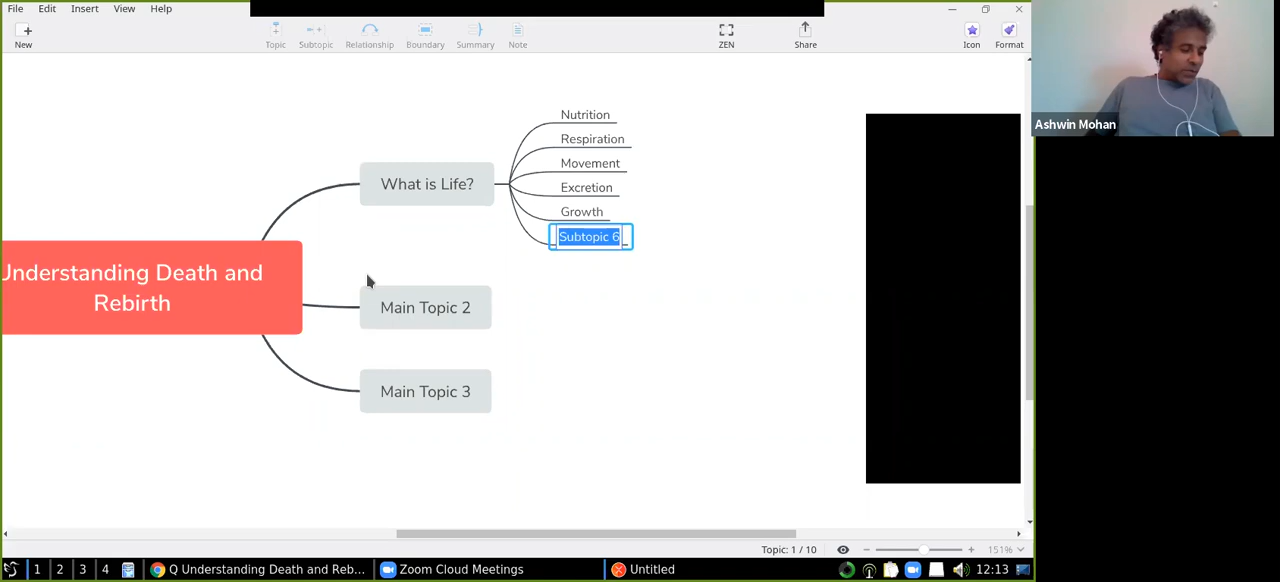 File Edit Insert View Help
New
Topic Subtopic Relationship Boundary Summary Note
ZEN
Share
Icon Format
Ashwin Mohan
Nutrition
Respiration
Movement
Excretion
Growth
Subtopic 6
What is Life?
Understanding Death and
Rebirth
Main Topic 2
Main Topic 3
Topic: 1 / 10
151%
1 2 3 4 Q Understanding Death and Reb... Zoom Cloud Meetings Untitled 12:13